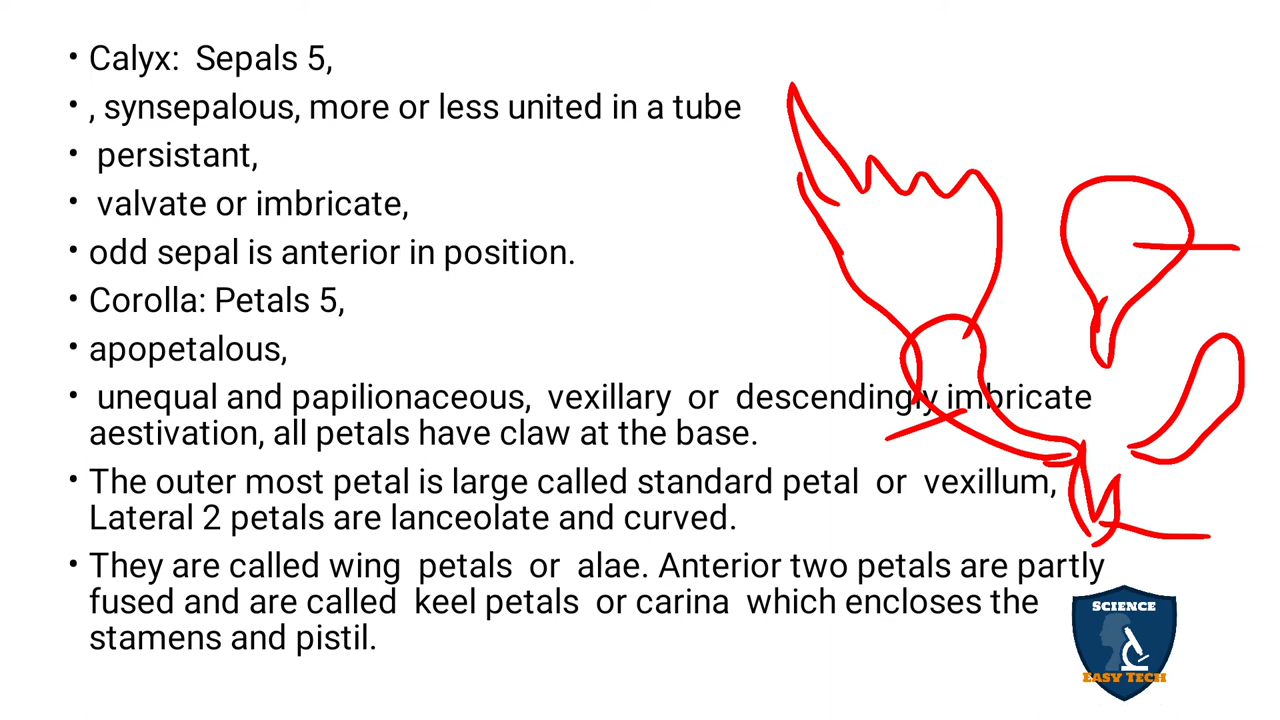 • Calyx:  Sepals 5,
• , synsepalous, more or less united in a tube
• persistant,
• valvate or imbricate,
• odd sepal is anterior in position.
• Corolla: Petals 5,
• apopetalous,
• unequal and papilionaceous,  vexillary  or  descendingly imbricate
aestivation, all petals have claw at the base.
• The outer most petal is large called standard petal  or  vexillum,
Lateral 2 petals are lanceolate and curved.
• They are called wing  petals  or  alae. Anterior two petals are partly
fused and are called  keel petals  or carina  which encloses the
stamens and pistil.
SCIENCE
EASY TECH